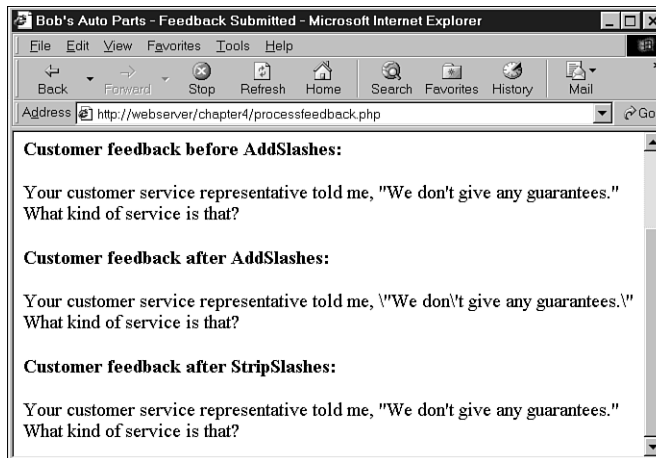 Bob's Auto Parts - Feedback Submitted - Microsoft Internet Explorer
File Edit View Favorites Tools Help
Back Forward Stop Refresh Home Search Favorites History Mail
Address http://webserver/chapter4/processfeedback.php Go
Customer feedback before AddSlashes:
Your customer service representative told me, "We don't give any guarantees."
What kind of service is that?
Customer feedback after AddSlashes:
Your customer service representative told me, \"We don\'t give any guarantees.\"
What kind of service is that?
Customer feedback after StripSlashes:
Your customer service representative told me, "We don't give any guarantees."
What kind of service is that?